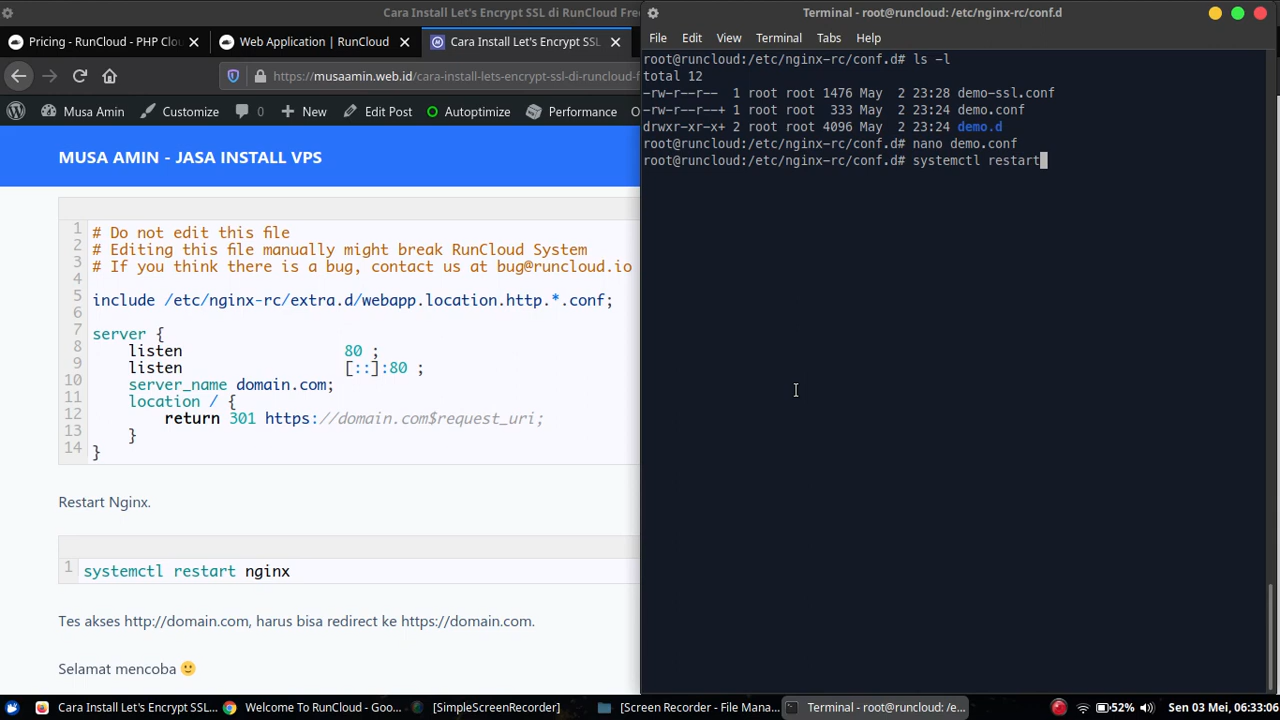 Cara Install Let's Encrypt SSL di RunCloud Fre
Pricing - RunCloud - PHP Clou
Web Application | RunCloud
Cara Install Let's Encrypt SSL
https://musaamin.web.id/cara-install-lets-encrypt-ssl-di-runcloud-f
Musa Amin
Customize
0
New
Autoptimize
Performance
MUSA AMIN - JASA INSTALL VPS
1 # Do not edit this file
2 # Editing this file manually might break RunCloud System
3 # If you think there is a bug, contact us at bug@runcloud.io
4
5 include /etc/nginx-rc/extra.d/webapp.location.http.*.conf;
6
7 server {
8 listen 80 ;
9 listen [::]:80 ;
10 server_name domain.com;
11 location / {
12 return 301 https://domain.com$request_uri;
13 }
14 }
Restart Nginx.
1 systemctl restart nginx
Tes akses http://domain.com, harus bisa redirect ke https://domain.com.
Selamat mencoba 🙂
Terminal - root@runcloud: /etc/nginx-rc/conf.d
File Edit View Terminal Tabs Help
root@runcloud:/etc/nginx-rc/conf.d# ls -l
total 12
-rw-r--r-- 1 root root 1476 May 2 23:28 demo-ssl.conf
-rw-r--r--+ 1 root root 333 May 2 23:24 demo.conf
drwxr-xr-x+ 2 root root 4096 May 2 23:24 demo.d
root@runcloud:/etc/nginx-rc/conf.d# nano demo.conf
root@runcloud:/etc/nginx-rc/conf.d# systemctl restart
Cara Install Let's Encrypt SSL...
Welcome To RunCloud - Goo...
[SimpleScreenRecorder]
[Screen Recorder - File Mana...
Terminal - root@runcloud: /e...
52%
Sen 03 Mei, 06:33:06